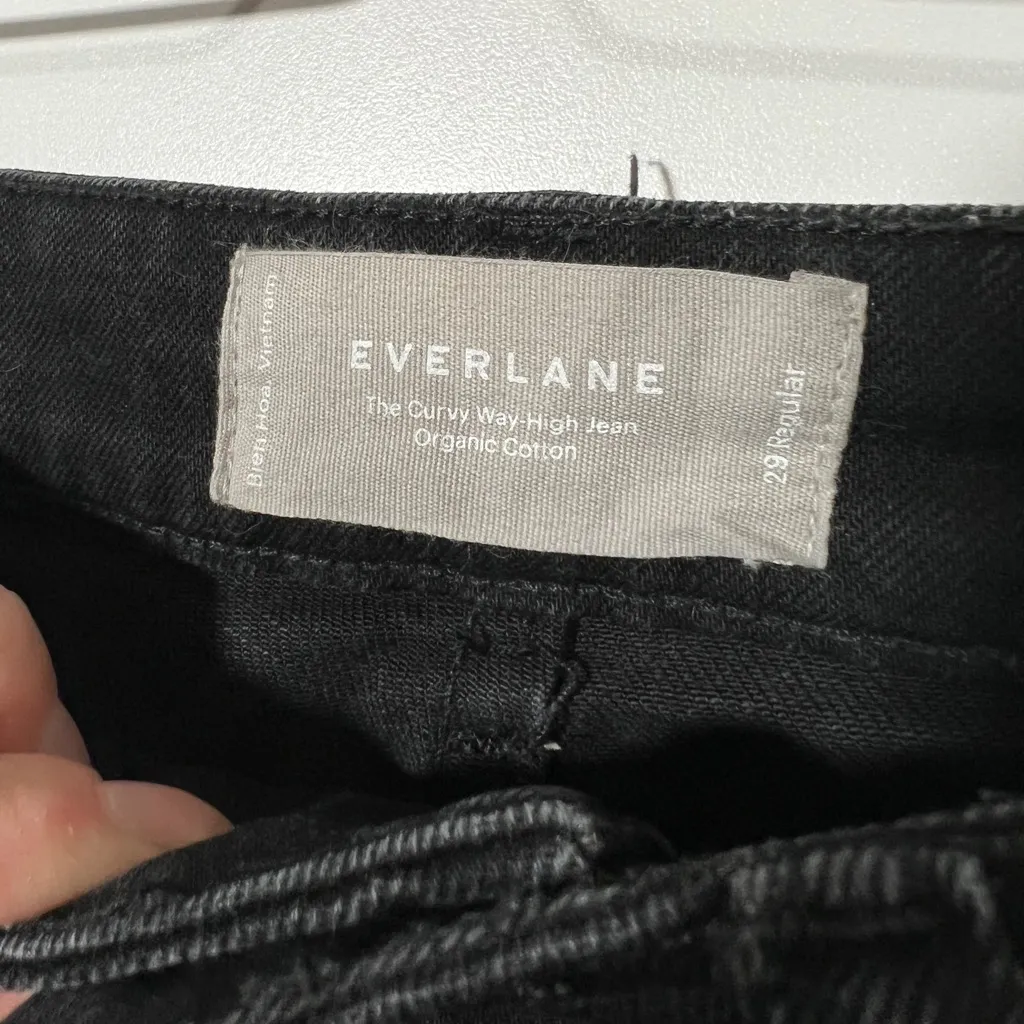 Bien Hoa, Vietnam
EVERLANE
The Curvy Way-High Jean
Organic Cotton
29 Regular